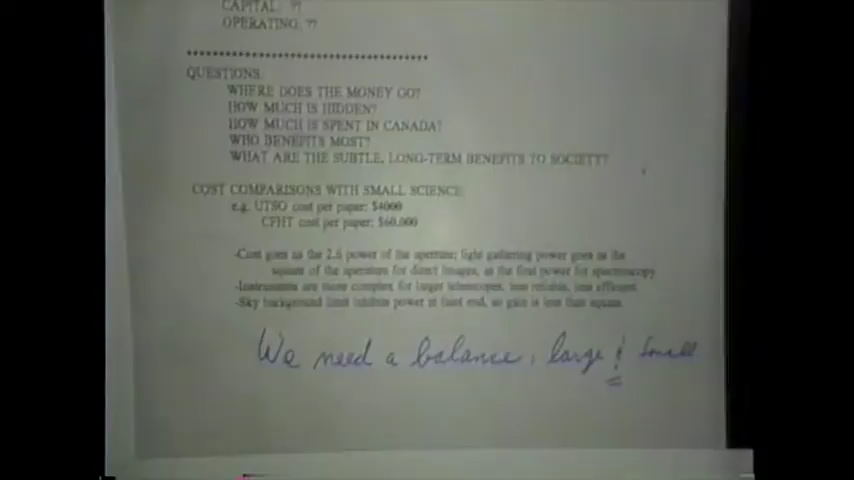 CAPITAL: ??
OPERATING: ??
****************************************
QUESTIONS:
WHERE DOES THE MONEY GO?
HOW MUCH IS HIDDEN?
HOW MUCH IS SPENT IN CANADA?
WHO BENEFITS MOST?
WHAT ARE THE SUBTLE, LONG-TERM BENEFITS TO SOCIETY?
COST COMPARISONS WITH SMALL SCIENCE:
e.g. UTSO cost per paper: $4000
CFHT cost per paper: $60,000
-Cost goes as the 2.6 power of the aperture; light gathering power goes as the
square of the aperture for direct images, as the first power for spectroscopy
-Instruments are more complex for larger telescopes, less reliable, less efficient
-Sky background limit reduces power at faint end, so gain is less than square.
We need a balance, large & small